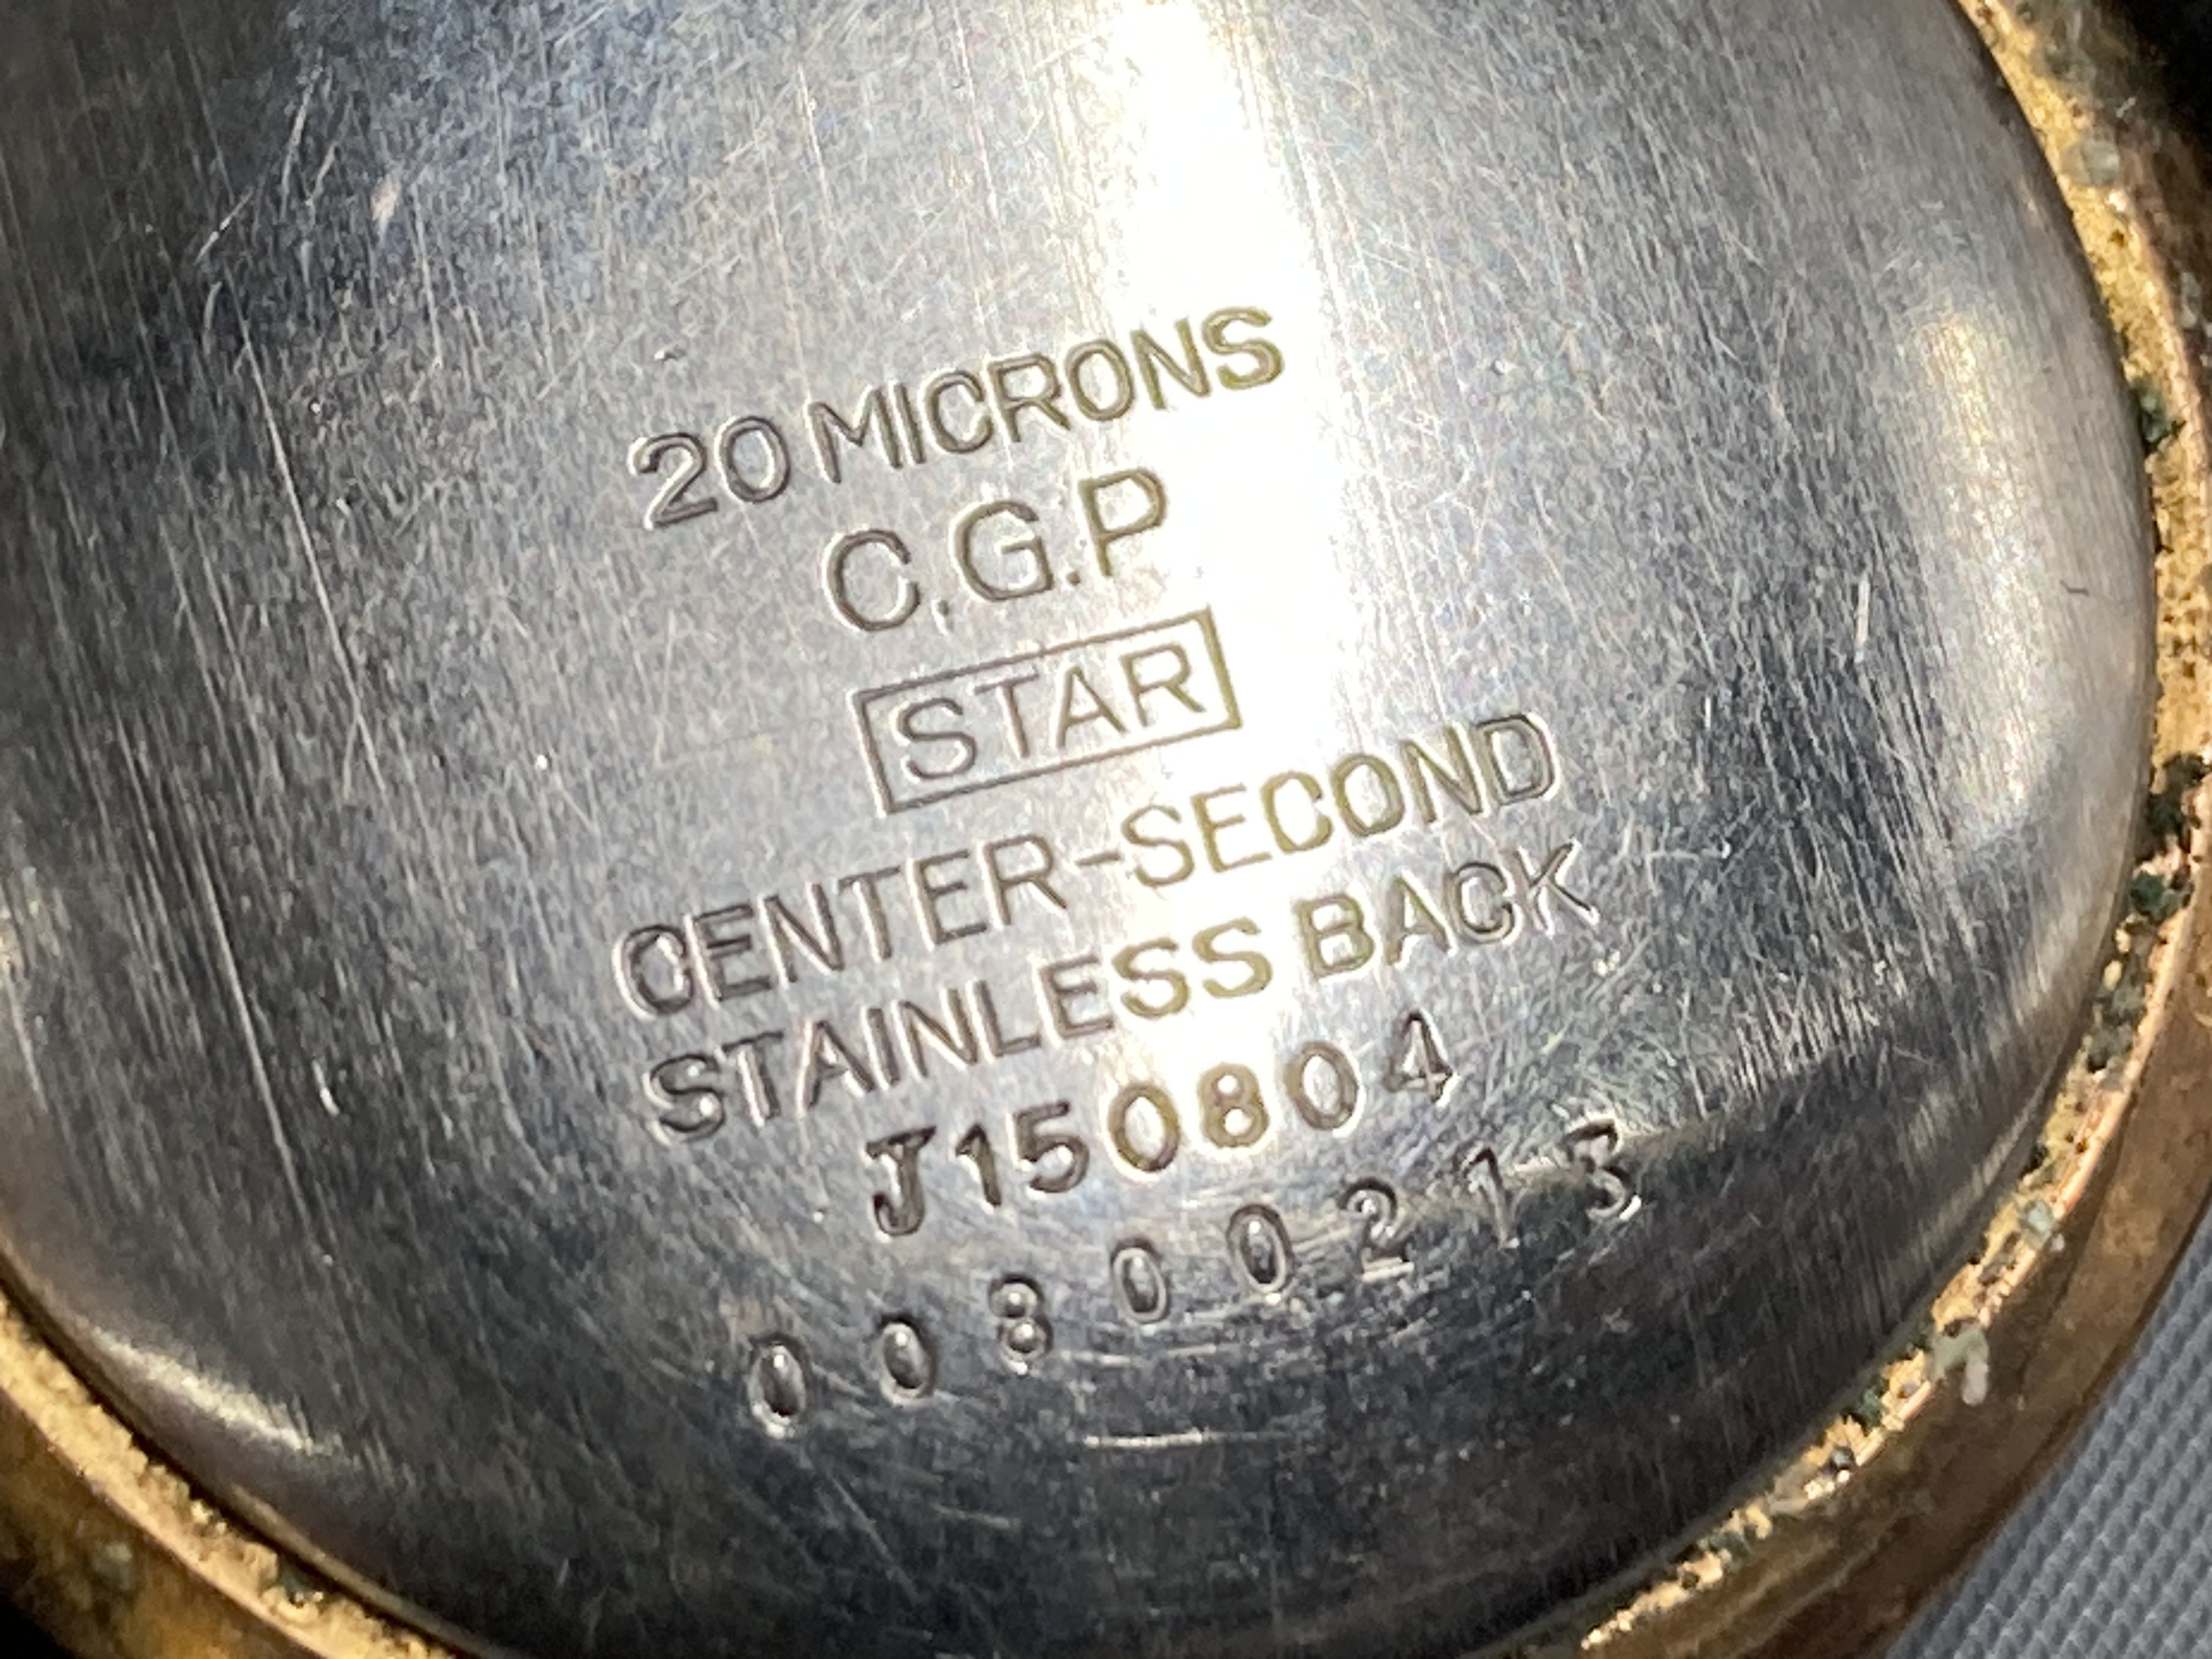 20 MICRONS
C.G.P
STAR
CENTER-SECOND
STAINLESS BACK
J150804
00800213